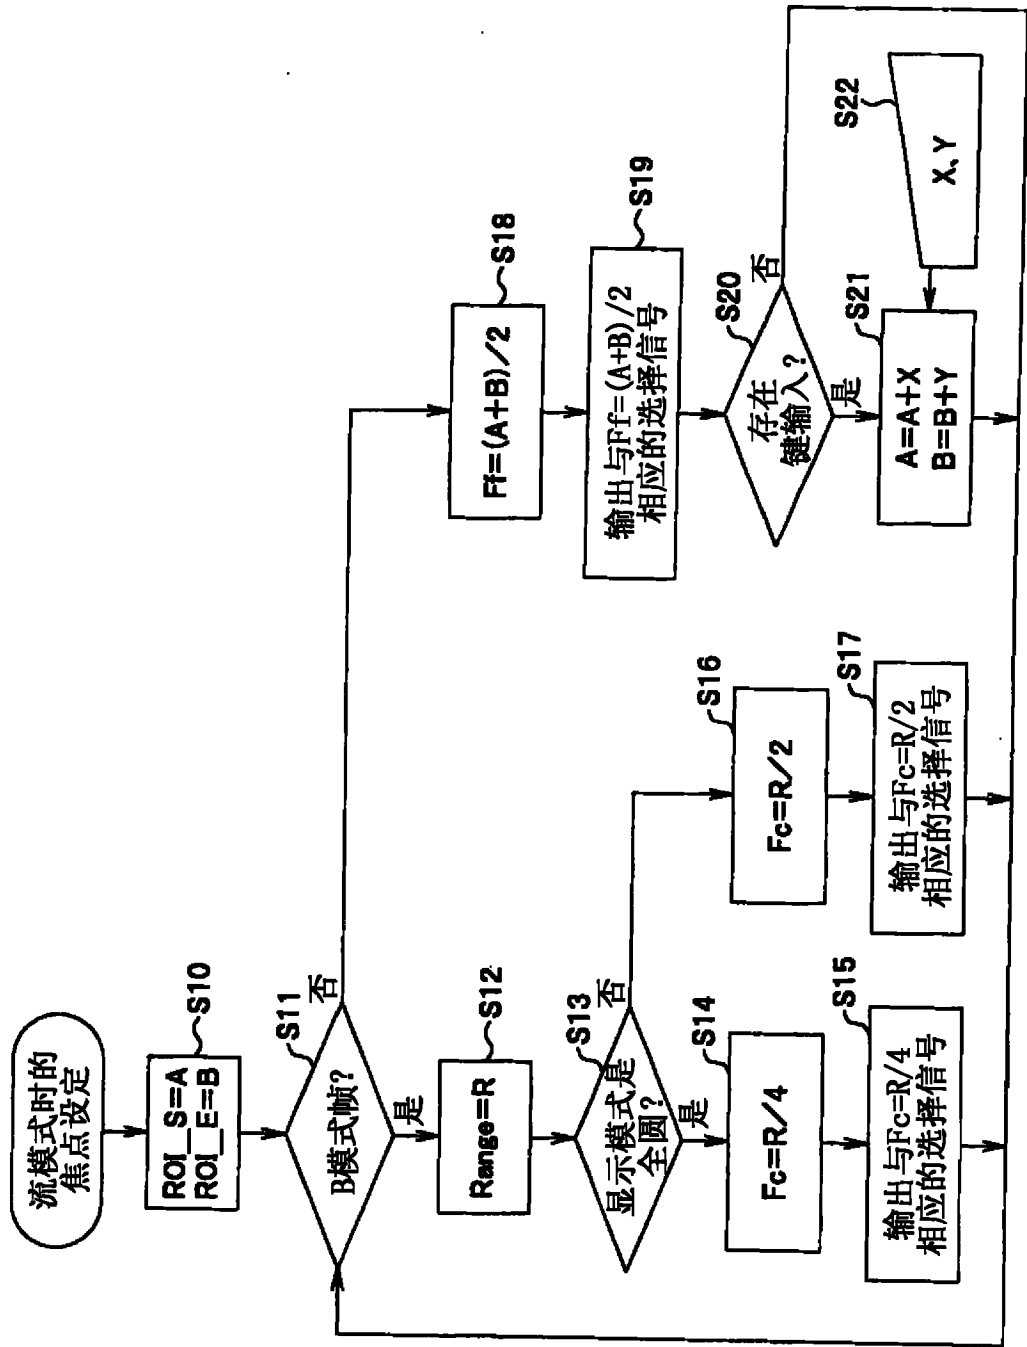 流模式时的
焦点设定
S10
ROI_S=A
ROI_E=B
S11
B模式帧?
否
是
S12
Range=R
S13
显示模式是
全圆?
否
是
S14
Fc=R/4
S15
输出与Fc=R/4
相应的选择信号
S16
Fc=R/2
S17
输出与Fc=R/2
相应的选择信号
S18
Ff=(A+B)/2
S19
输出与Ff=(A+B)/2
相应的选择信号
S20
存在
键输入?
否
是
S21
A=A+X
B=B+Y
S22
X、Y